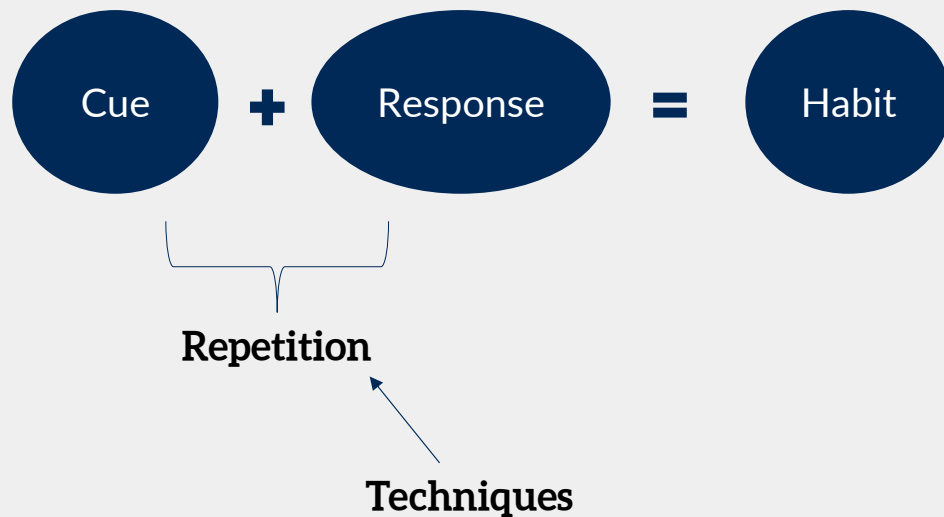 Cue + Response = Habit
Repetition
Techniques